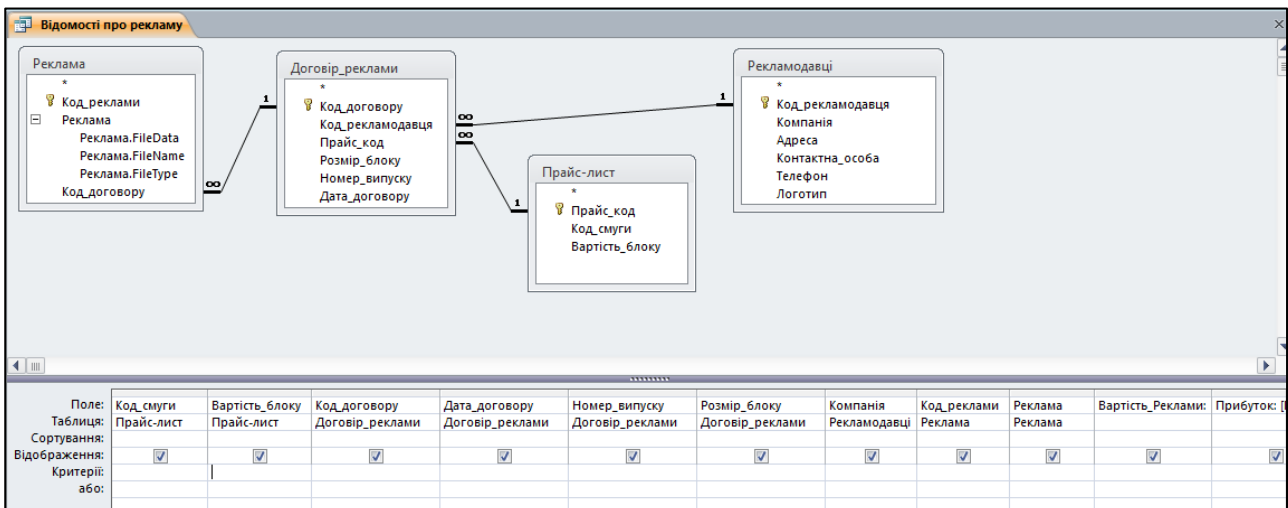 Відомості про рекламу
Реклама
*
Код_реклами
Реклама
Реклама.FileData
Реклама.FileName
Реклама.FileType
Код_договору
1
∞
Договір_реклами
*
Код_договору
Код_рекламодавця
Прайс_код
Розмір_блоку
Номер_випуску
Дата_договору
∞
∞
1
1
Прайс-лист
*
Прайс_код
Код_смуги
Вартість_блоку
Рекламодавці
*
Код_рекламодавця
Компанія
Адреса
Контактна_особа
Телефон
Логотип
Поле: Код_смуги Вартість_блоку Код_договору Дата_договору Номер_випуску Розмір_блоку Компанія Код_реклами Реклама Вартість_Реклами: Прибуток: [
Таблиця: Прайс-лист Прайс-лист Договір_реклами Договір_реклами Договір_реклами Договір_реклами Рекламодавці Реклама Реклама
Сортування:
Відображення:
Критерії:
або: